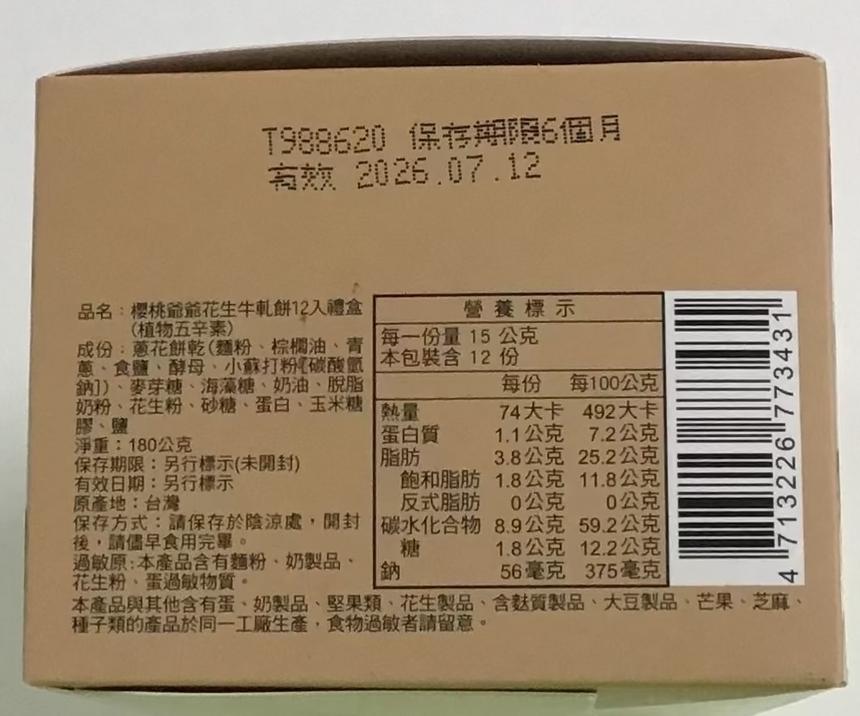 T988620 保存期限6個月
有效 2026.07.12
品名：櫻桃爺爺花生牛軋餅12入禮盒
(植物五辛素)
成份：蔥花餅乾(麵粉、棕櫚油、青
蔥、食鹽、酵母、小蘇打粉[碳酸氫
鈉])、麥芽糖、海藻糖、奶油、脫脂
奶粉、花生粉、砂糖、蛋白、玉米糖
膠、鹽
淨重：180公克
保存期限：另行標示(未開封)
有效日期：另行標示
原產地：台灣
保存方式：請保存於陰涼處，開封
後，請儘早食用完畢。
過敏原：本產品含有麵粉、奶製品、
花生粉、蛋過敏物質。
本產品與其他含有蛋、奶製品、堅果類、花生製品、含麩質製品、大豆製品、芒果、芝麻、
種子類的產品於同一工廠生產，食物過敏者請留意。
營養標示
每一份量 15 公克
本包裝含 12 份
每份 每100公克
熱量 74大卡 492大卡
蛋白質 1.1公克 7.2公克
脂肪 3.8公克 25.2公克
飽和脂肪 1.8公克 11.8公克
反式脂肪 0公克 0公克
碳水化合物 8.9公克 59.2公克
糖 1.8公克 12.2公克
鈉 56毫克 375毫克
4 713226 773431